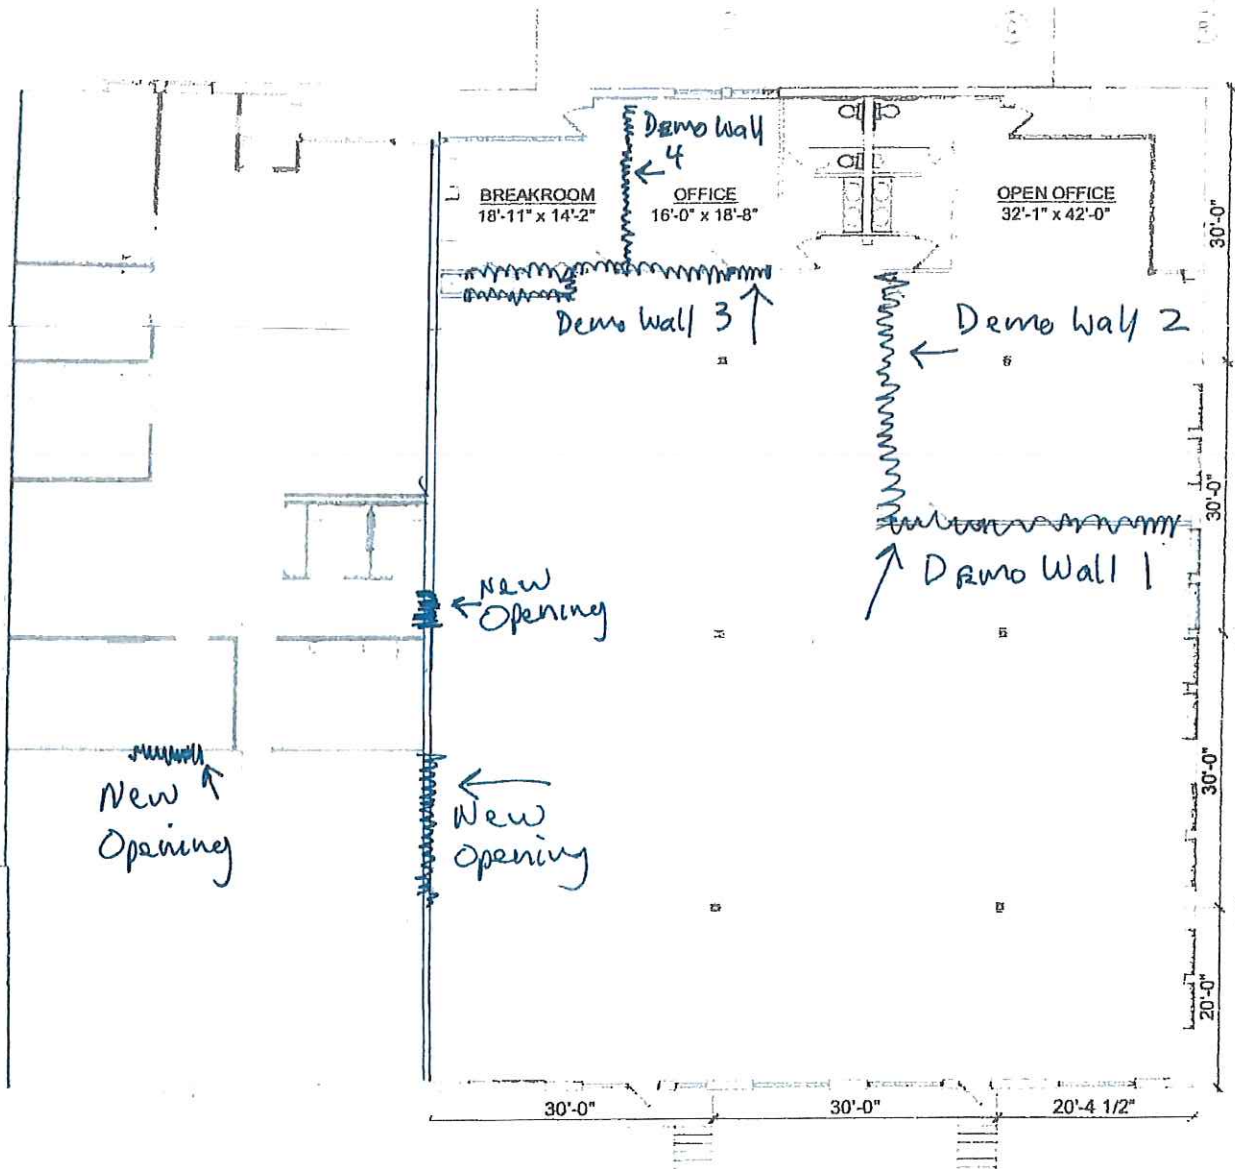 Demo Wall
4
BREAKROOM
18'-11" x 14'-2"
OFFICE
16'-0" x 18'-8"
OPEN OFFICE
32'-1" x 42'-0"
30'-0"
Demo Wall 3
Demo Wall 2
30'-0"
Demo Wall 1
New
Opening
New
Opening
New
Opening
30'-0"
20'-0"
30'-0"
30'-0"
20'-4 1/2"